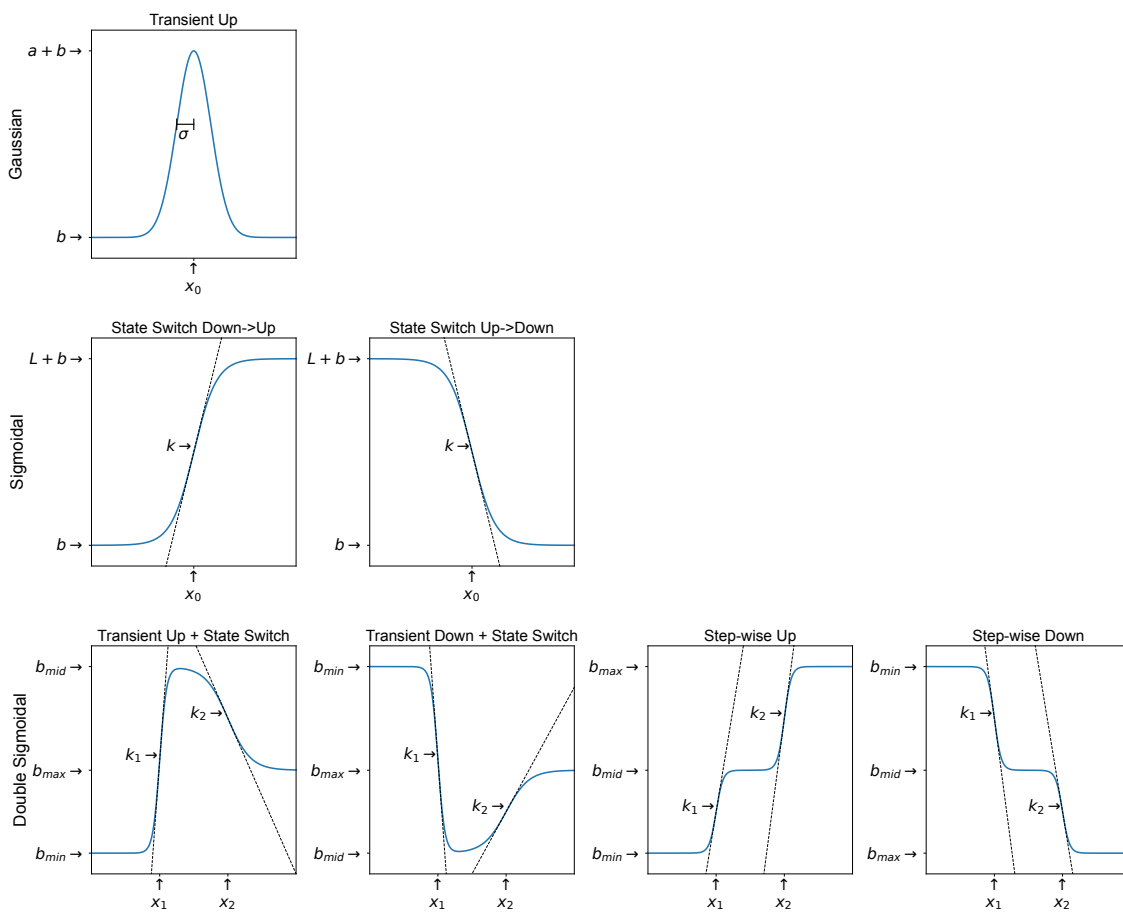 Transient Up
Gaussian
a + b →
σ
b →
↑
x₀
State Switch Down->Up
State Switch Up->Down
Sigmoidal
L + b →
k →
b →
↑
x₀
L + b →
k →
b →
↑
x₀
Transient Up + State Switch
Transient Down + State Switch
Step-wise Up
Step-wise Down
Double Sigmoidal
b_mid →
k₂ →
k₁ →
b_max →
b_min →
↑ ↑
x₁ x₂
b_min →
k₁ →
b_max →
k₂ →
b_mid →
↑ ↑
x₁ x₂
b_max →
k₂ →
b_mid →
k₁ →
b_min →
↑ ↑
x₁ x₂
b_min →
k₁ →
b_mid →
k₂ →
b_max →
↑ ↑
x₁ x₂